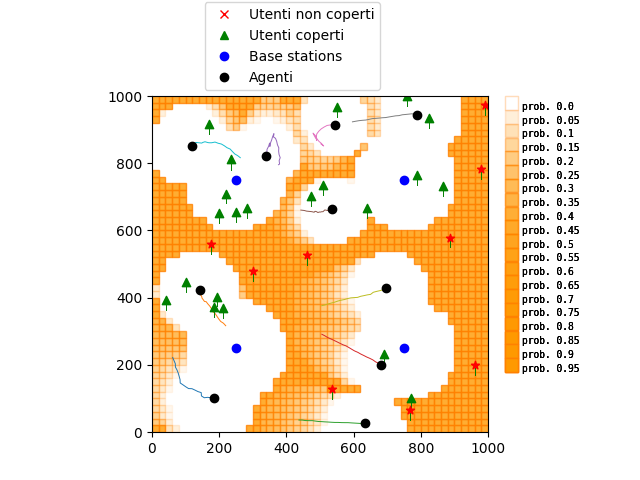 Utenti non coperti
Utenti coperti
Base stations
Agenti
1000
800
600
400
200
0
0 200 400 600 800 1000
prob. 0.0
prob. 0.05
prob. 0.1
prob. 0.15
prob. 0.2
prob. 0.25
prob. 0.3
prob. 0.35
prob. 0.4
prob. 0.45
prob. 0.5
prob. 0.55
prob. 0.6
prob. 0.65
prob. 0.7
prob. 0.75
prob. 0.8
prob. 0.85
prob. 0.9
prob. 0.95